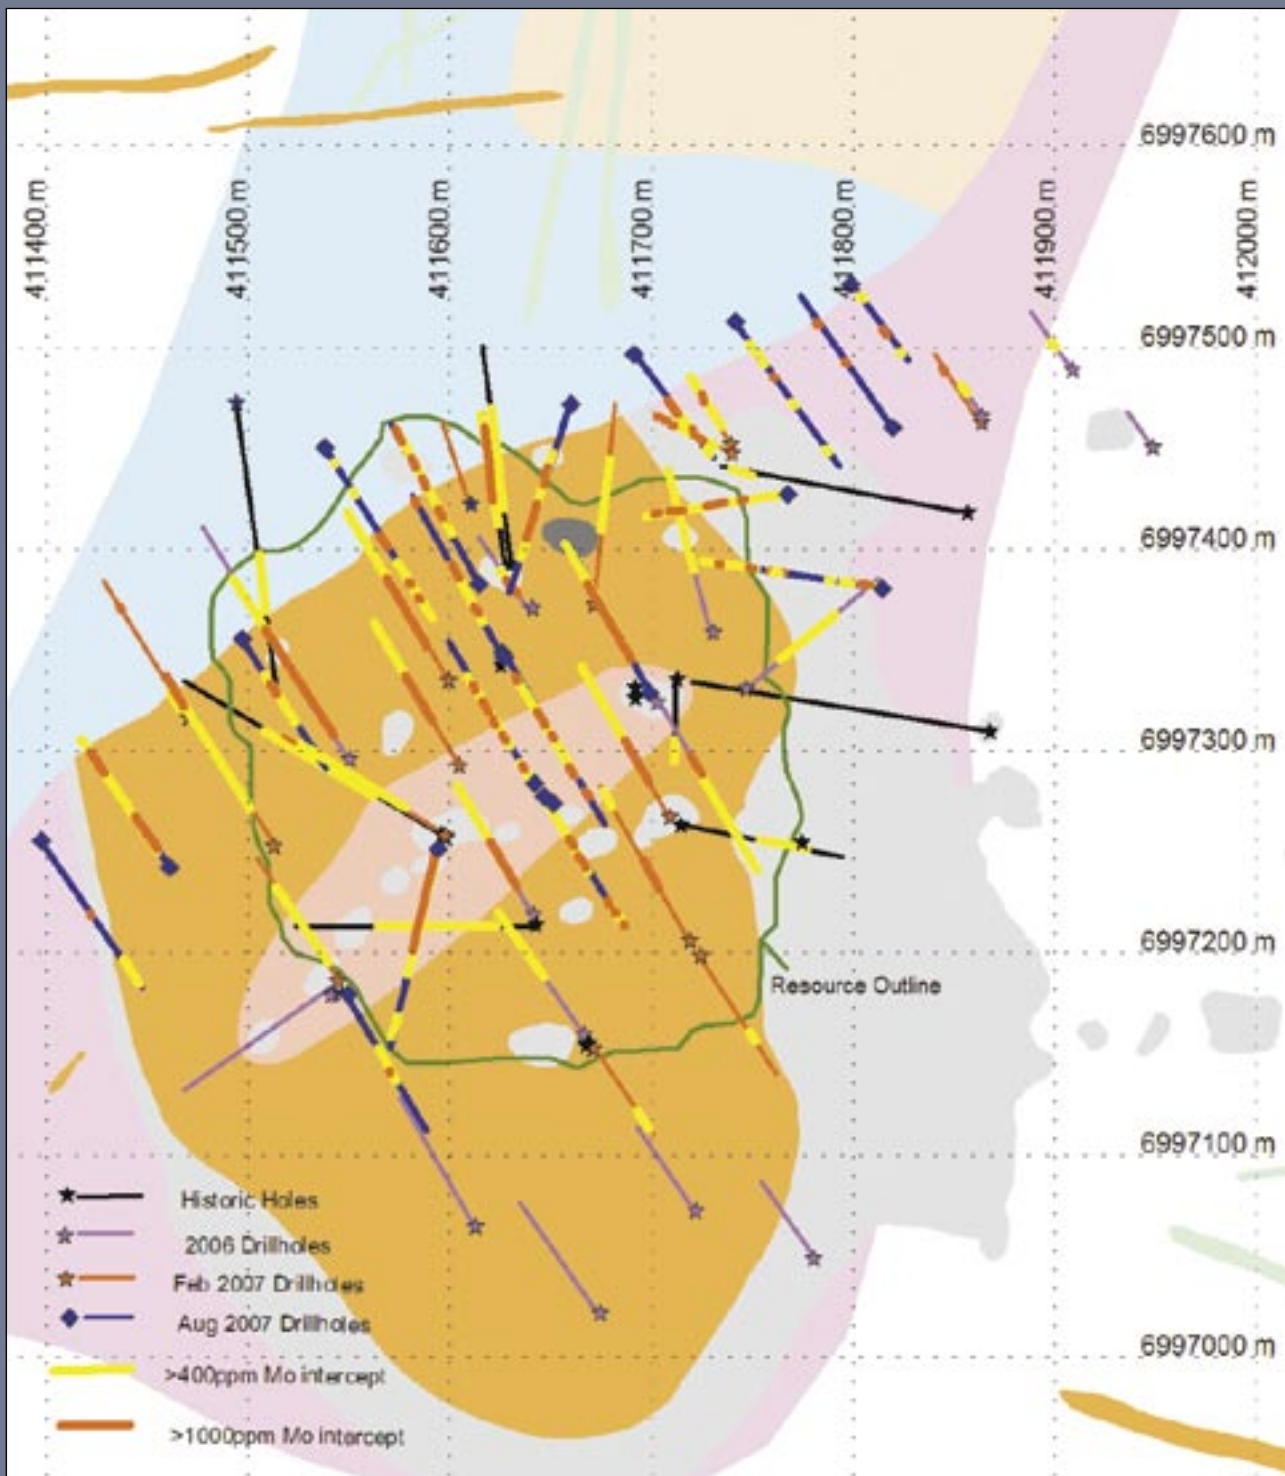 6997600 m
411400 m
411500 m
411600 m
411700 m
411800 m
411900 m
412000 m
6997500 m
6997400 m
6997300 m
6997200 m
Resource Outline
6997100 m
Historic Holes
2006 Drillholes
Feb 2007 Drillholes
Aug 2007 Drillholes
6997000 m
>400ppm Mo intercept
>1000ppm Mo intercept